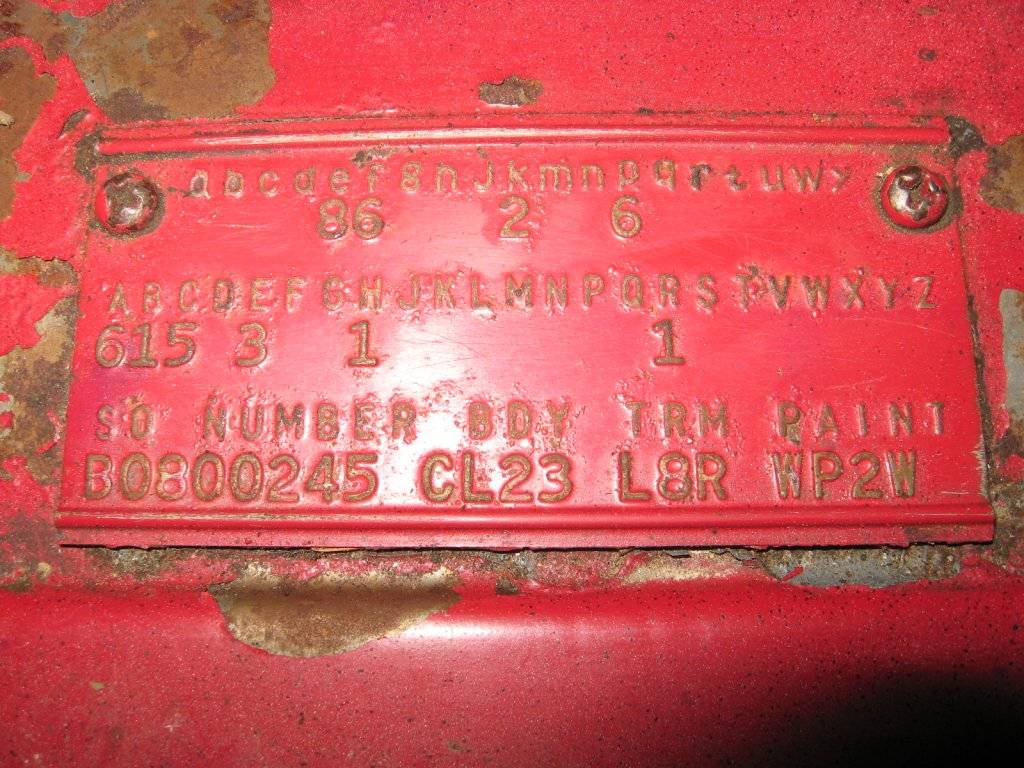 abcdefghjkmnpqrtuwy
86 2 6
ABCDEFGHJKLMNPQRSTVWXYZ
615 3 1 1
SO NUMBER BDY TRM PAINT
B0800245 CL23 L8R WP2W